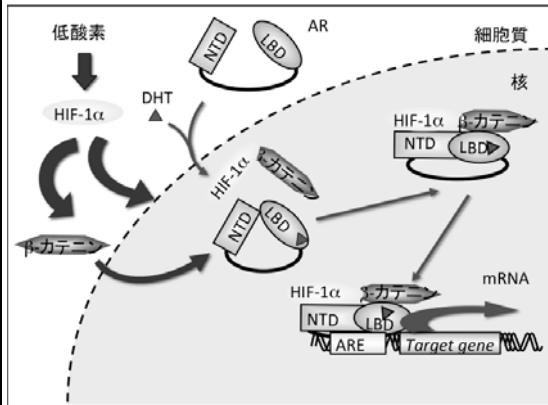 低酸素
HIF-1α
β-カテニン
DHT
NTD
LBD
AR
細胞質
核
HIF-1α
β-カテニン
NTD
LBD
HIF-1α
β-カテニン
NTD
LBD
HIF-1α
β-カテニン
NTD
LBD
mRNA
ARE
Target gene